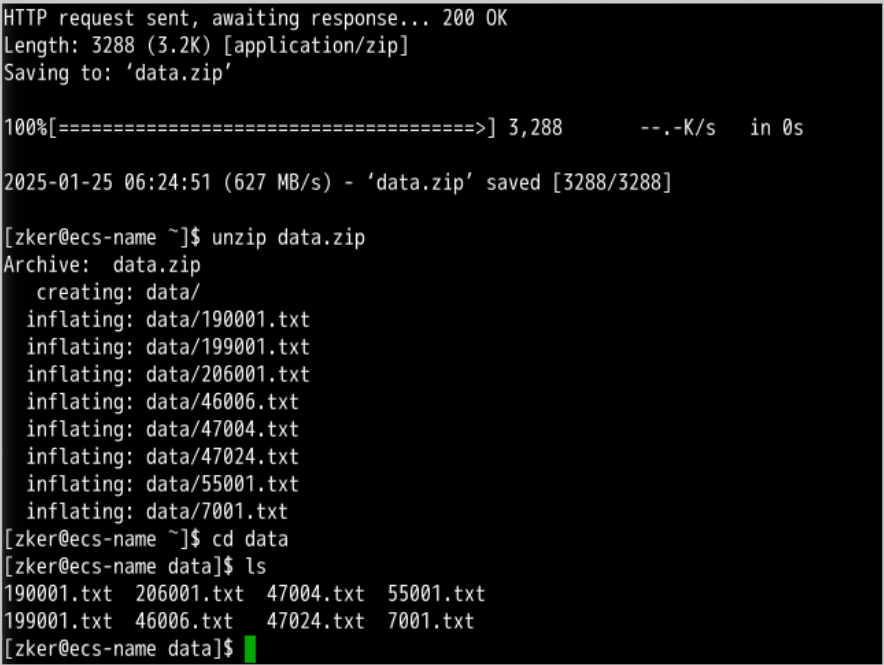 HTTP request sent, awaiting response... 200 OK
Length: 3288 (3.2K) [application/zip]
Saving to: ‘data.zip’
100%[======================================>] 3,288       --.-K/s   in 0s
2025-01-25 06:24:51 (627 MB/s) - ‘data.zip’ saved [3288/3288]
[zker@ecs-name ~]$ unzip data.zip
Archive:  data.zip
   creating: data/
  inflating: data/190001.txt
  inflating: data/199001.txt
  inflating: data/206001.txt
  inflating: data/46006.txt
  inflating: data/47004.txt
  inflating: data/47024.txt
  inflating: data/55001.txt
  inflating: data/7001.txt
[zker@ecs-name ~]$ cd data
[zker@ecs-name data]$ ls
190001.txt  206001.txt  47004.txt  55001.txt
199001.txt  46006.txt   47024.txt  7001.txt
[zker@ecs-name data]$